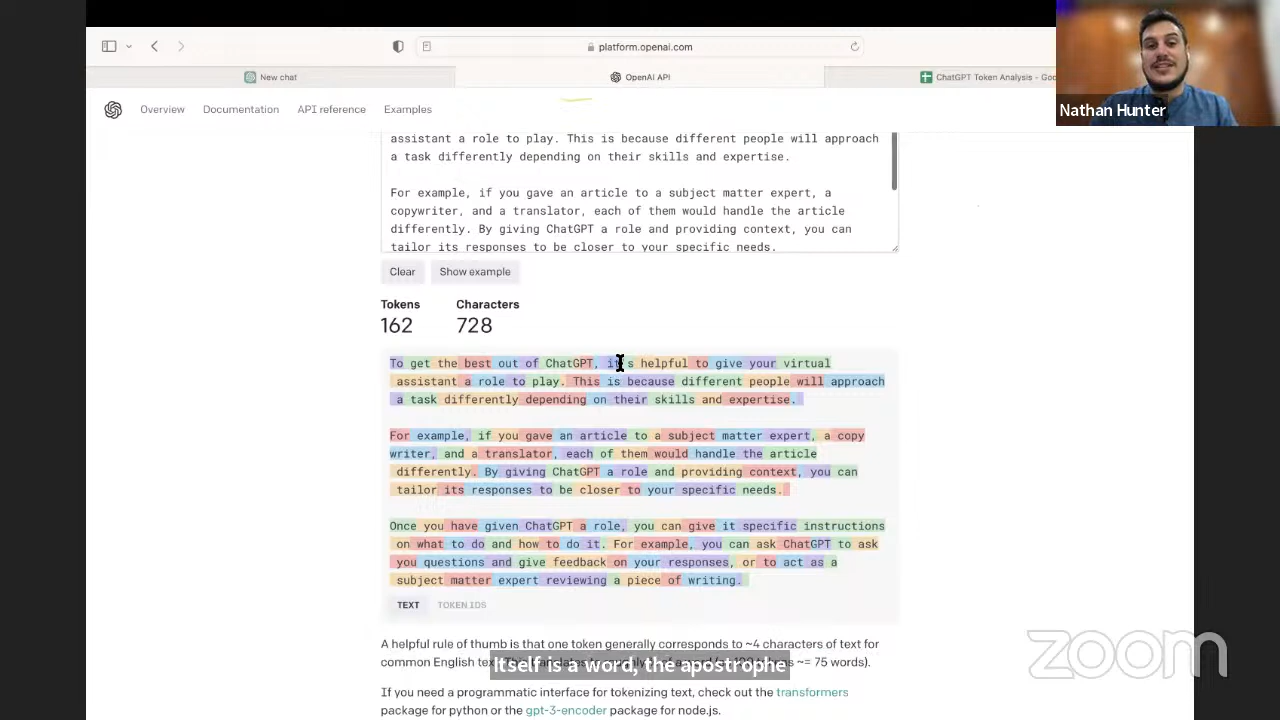 platform.openai.com
New chat
OpenAI API
ChatGPT Token Analysis - Goo
Nathan Hunter
Overview
Documentation
API reference
Examples
assistant a role to play. This is because different people will approach
a task differently depending on their skills and expertise.
For example, if you gave an article to a subject matter expert, a
copywriter, and a translator, each of them would handle the article
differently. By giving ChatGPT a role and providing context, you can
tailor its responses to be closer to your specific needs.
Clear
Show example
Tokens
Characters
162
728
To get the best out of ChatGPT, it's helpful to give your virtual
assistant a role to play. This is because different people will approach
a task differently depending on their skills and expertise.
For example, if you gave an article to a subject matter expert, a copy
writer, and a translator, each of them would handle the article
differently. By giving ChatGPT a role and providing context, you can
tailor its responses to be closer to your specific needs.
Once you have given ChatGPT a role, you can give it specific instructions
on what to do and how to do it. For example, you can ask ChatGPT to ask
you questions and give feedback on your responses, or to act as a
subject matter expert reviewing a piece of writing.
TEXT
TOKEN IDS
A helpful rule of thumb is that one token generally corresponds to ~4 characters of text for
common English ~= 75 words).
Itself is a word, the apostrophe
If you need a programmatic interface for tokenizing text, check out the transformers
package for python or the gpt-3-encoder package for node.js.
zoom